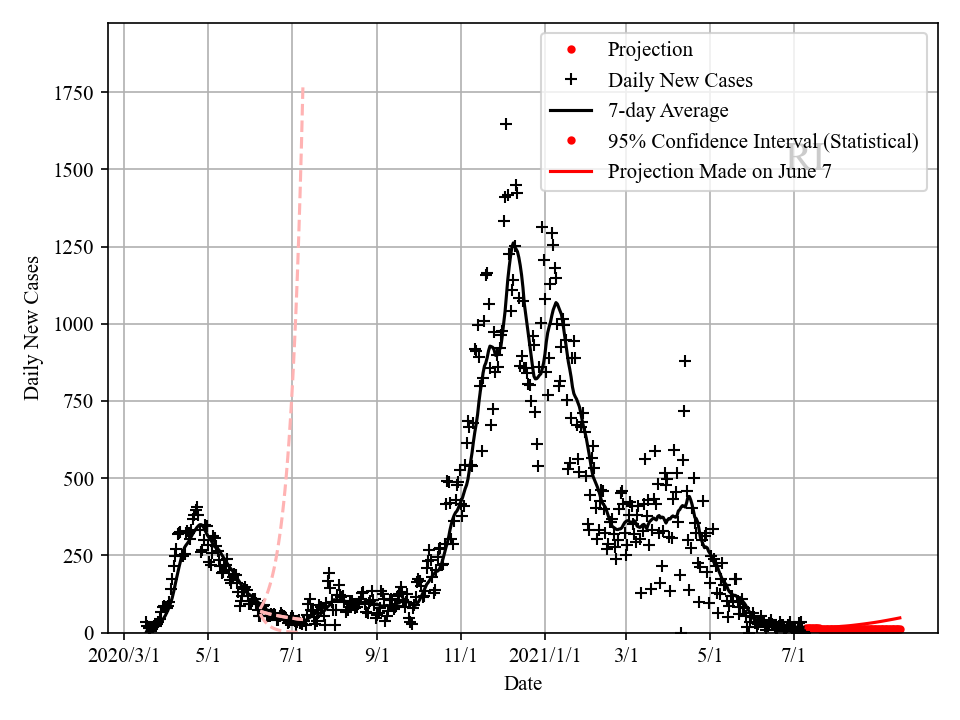 Projection
Daily New Cases
7-day Average
95% Confidence Interval (Statistical)
Projection Made on June 7
RI
1750
1500
1250
1000
750
500
250
0
Daily New Cases
2020/3/1 5/1 7/1 9/1 11/1 2021/1/1 3/1 5/1 7/1
Date